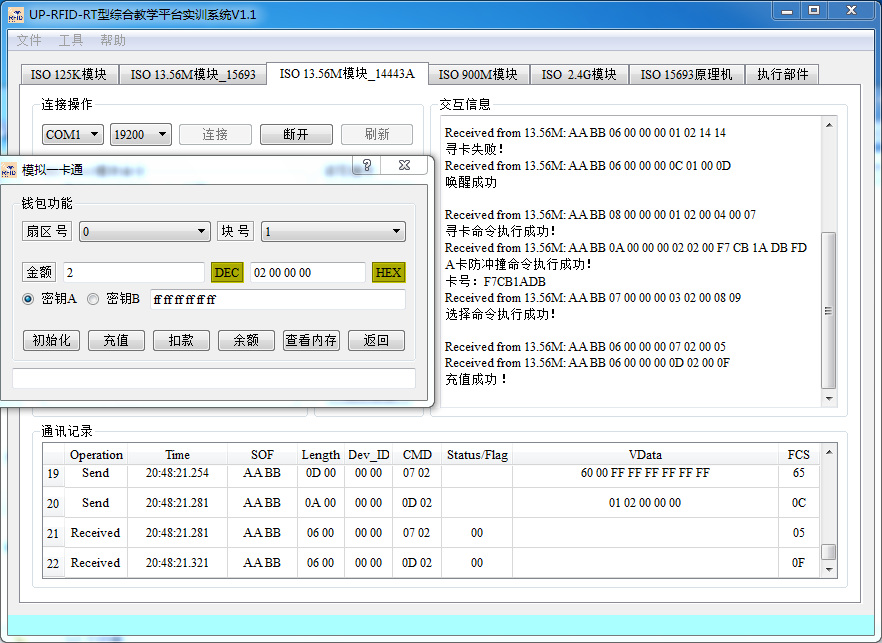 UP-RFID-RT型综合教学平台实训系统V1.1
文件 工具 帮助
ISO 125K模块 ISO 13.56M模块_15693 ISO 13.56M模块_14443A ISO 900M模块 ISO 2.4G模块 ISO 15693原理机 执行部件
连接操作
COM1 19200 连接 断开 刷新
模拟一卡通
钱包功能
扇区 号 0 块 号 1
金额 2 DEC 02 00 00 00 HEX
密钥A 密钥B ffffffffffff
初始化 充值 扣款 余额 查看内存 返回
交互信息
Received from 13.56M: AA BB 06 00 00 00 01 02 14 14
寻卡失败!
Received from 13.56M: AA BB 06 00 00 00 0C 01 00 0D
唤醒成功
Received from 13.56M: AA BB 08 00 00 00 01 02 00 04 00 07
寻卡命令执行成功!
Received from 13.56M: AA BB 0A 00 00 00 02 02 00 F7 CB 1A DB FD
A卡防冲撞命令执行成功!
卡号: F7CB1ADB
Received from 13.56M: AA BB 07 00 00 00 03 02 00 08 09
选择命令执行成功!
Received from 13.56M: AA BB 06 00 00 00 07 02 00 05
Received from 13.56M: AA BB 06 00 00 00 0D 02 00 0F
充值成功 !
通讯记录
Operation Time SOF Length Dev_ID CMD Status/Flag VData FCS
19 Send 20:48:21.254 AA BB 0D 00 00 00 07 02 60 00 FF FF FF FF FF FF 65
20 Send 20:48:21.281 AA BB 0A 00 00 00 0D 02 01 02 00 00 00 0C
21 Received 20:48:21.281 AA BB 06 00 00 00 07 02 00 05
22 Received 20:48:21.321 AA BB 06 00 00 00 0D 02 00 0F